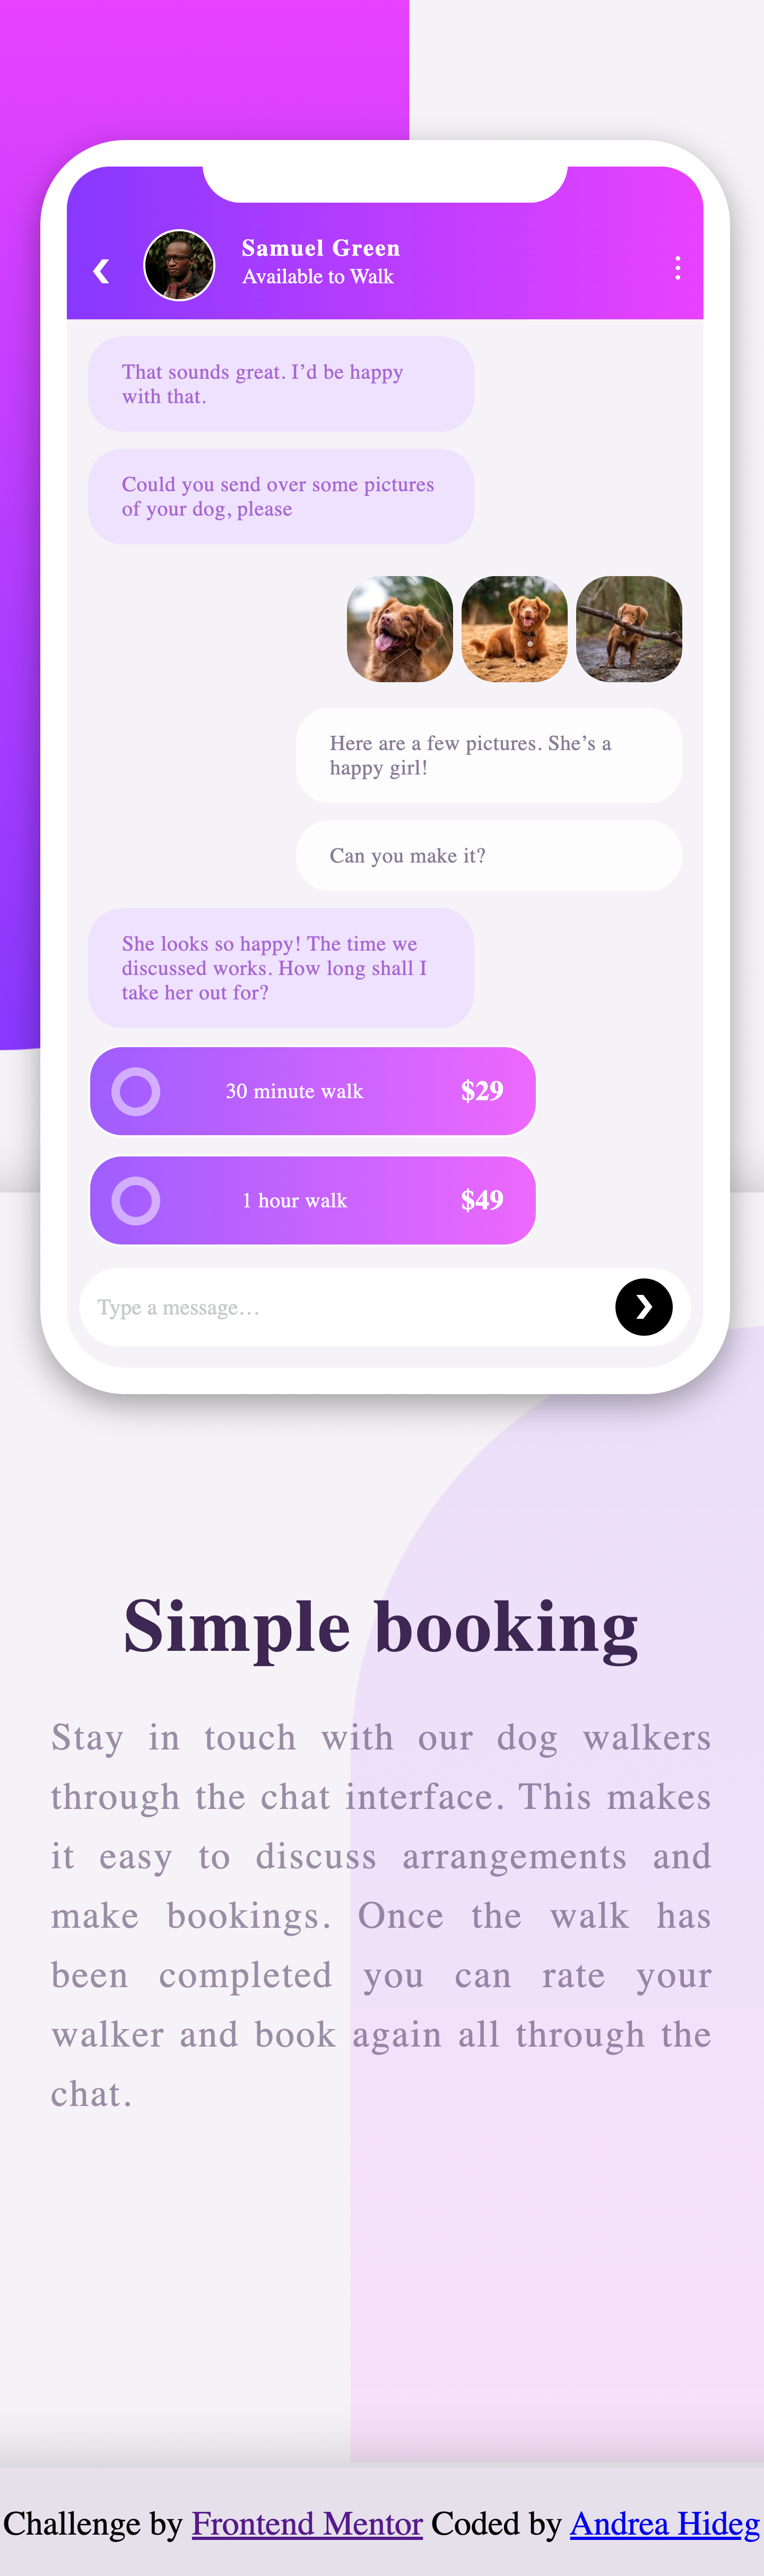 Samuel Green
Available to Walk
That sounds great. I’d be happy
with that.
Could you send over some pictures
of your dog, please
Here are a few pictures. She’s a
happy girl!
Can you make it?
She looks so happy! The time we
discussed works. How long shall I
take her out for?
30 minute walk $29
1 hour walk $49
Type a message…
Simple booking
Stay in touch with our dog walkers
through the chat interface. This makes
it easy to discuss arrangements and
make bookings. Once the walk has
been completed you can rate your
walker and book again all through the
chat.
Challenge by Frontend Mentor Coded by Andrea Hideg